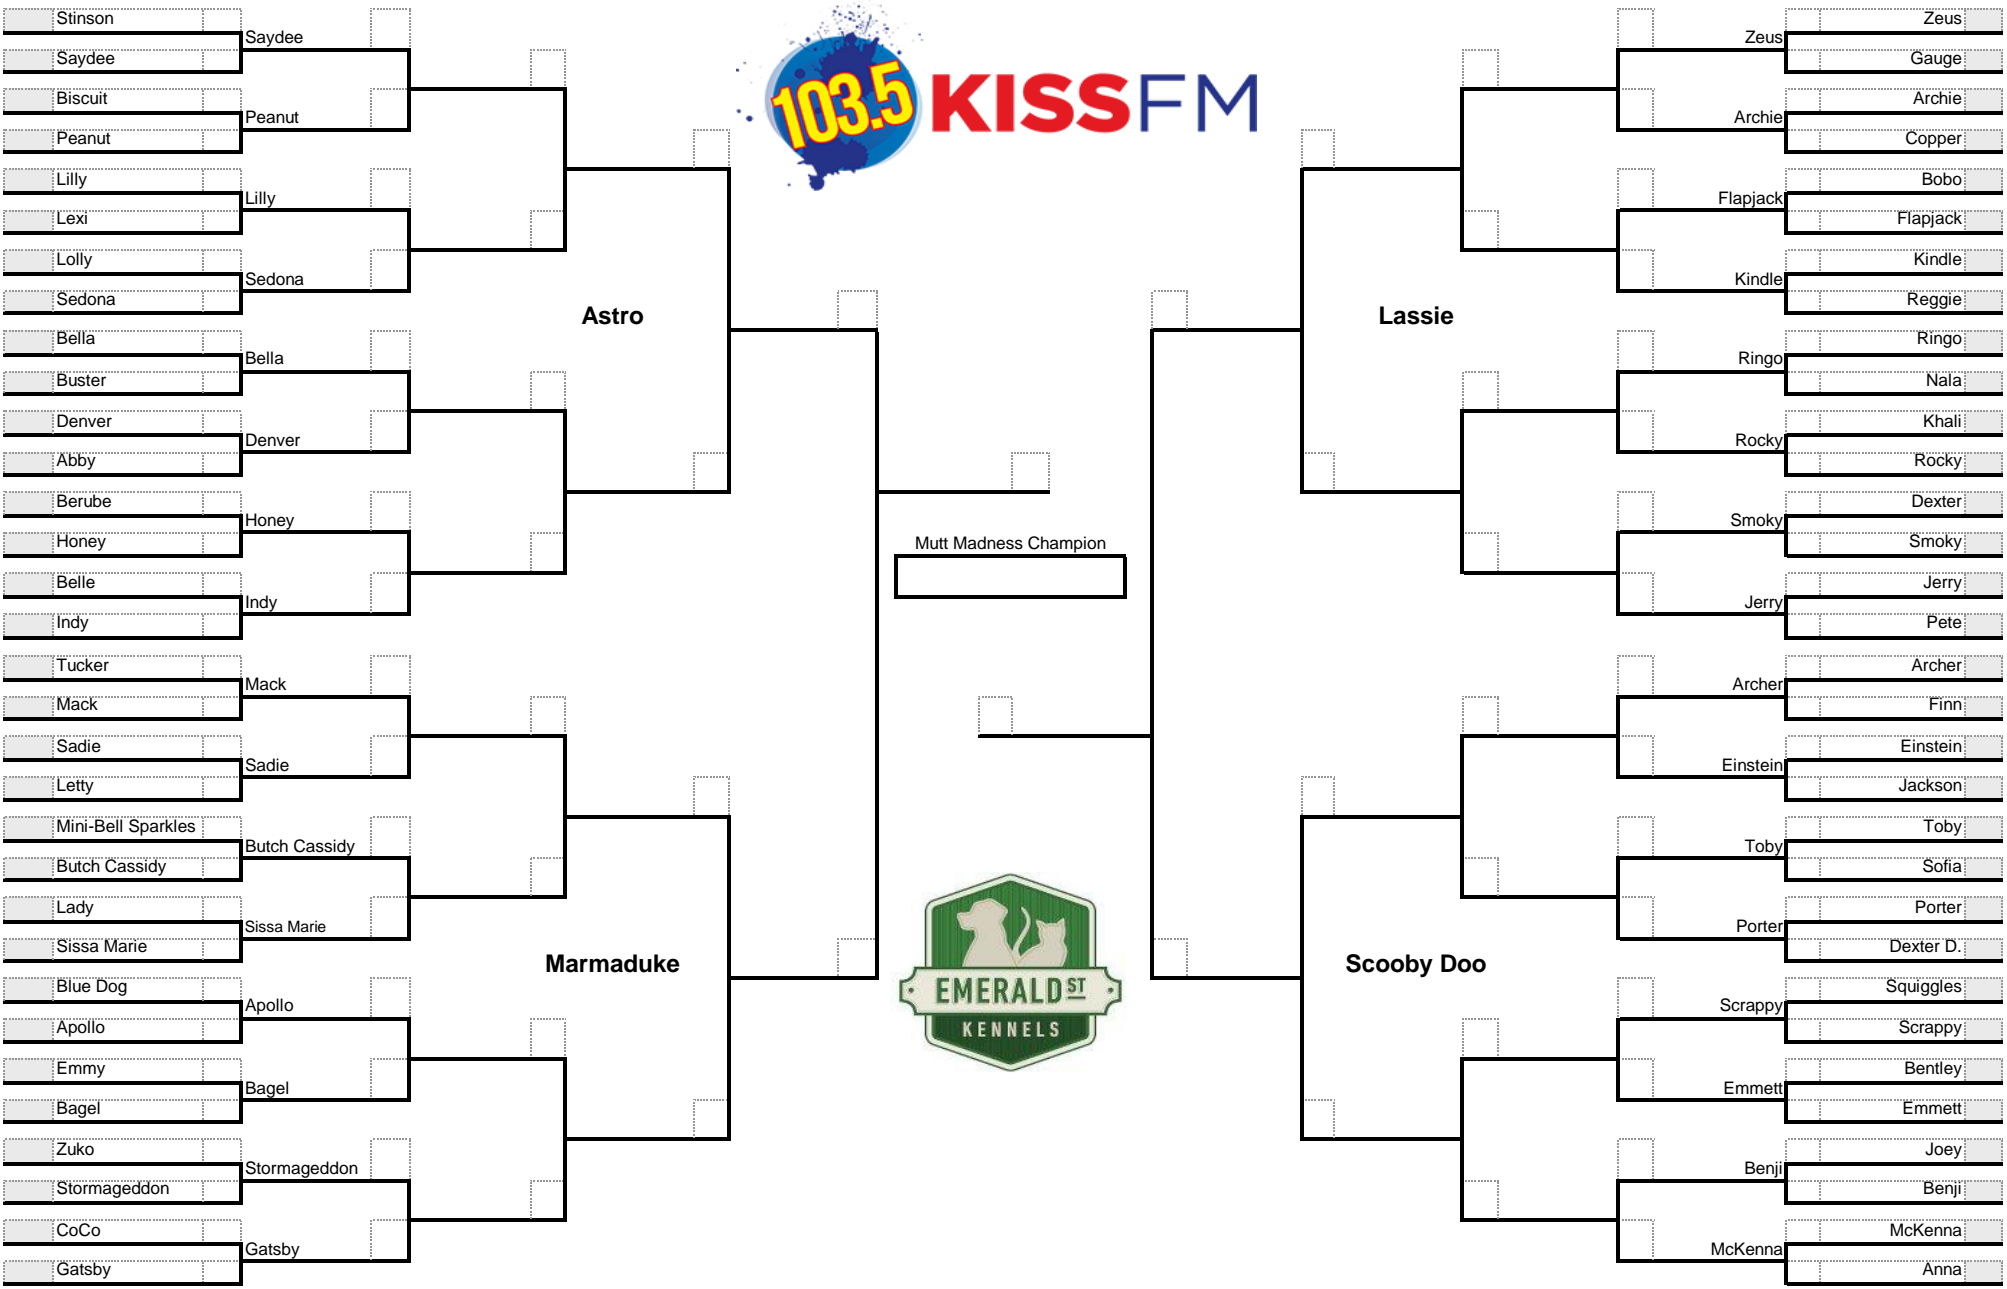 Stinson
Saydee
Biscuit
Peanut
Lilly
Lexi
Lolly
Sedona
Bella
Buster
Denver
Abby
Berube
Honey
Belle
Indy
Tucker
Mack
Sadie
Letty
Mini-Bell Sparkles
Butch Cassidy
Lady
Sissa Marie
Blue Dog
Apollo
Emmy
Bagel
Zuko
Stormageddon
CoCo
Gatsby
Saydee
Peanut
Lilly
Sedona
Bella
Denver
Honey
Indy
Mack
Sadie
Butch Cassidy
Sissa Marie
Apollo
Bagel
Stormageddon
Gatsby
Astro
Marmaduke
103.5 KISSFM
Mutt Madness Champion
EMERALD ST
KENNELS
Lassie
Scooby Doo
Zeus
Archie
Flapjack
Kindle
Ringo
Rocky
Smoky
Jerry
Archer
Einstein
Toby
Porter
Scrappy
Emmett
Benji
McKenna
Zeus
Gauge
Archie
Copper
Bobo
Flapjack
Kindle
Reggie
Ringo
Nala
Khali
Rocky
Dexter
Smoky
Jerry
Pete
Archer
Finn
Einstein
Jackson
Toby
Sofia
Porter
Dexter D.
Squiggles
Scrappy
Bentley
Emmett
Joey
Benji
McKenna
Anna